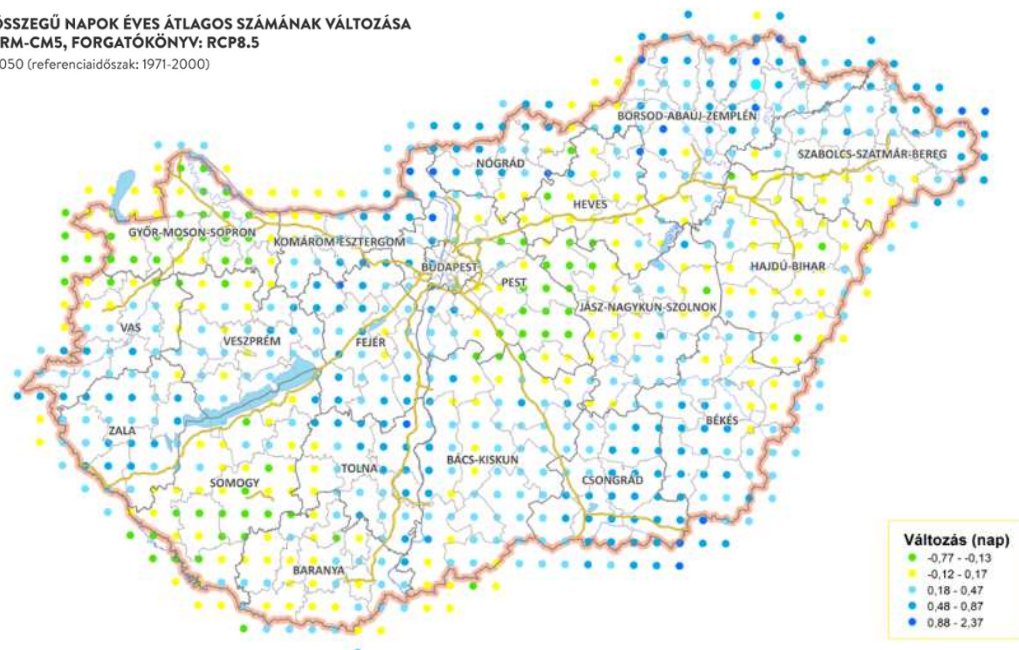 ÖSSZEGŰ NAPOK ÉVES ÁTLAGOS SZÁMÁNAK VÁLTOZÁSA
RM-CM5, FORGATÓKÖNYV: RCP8.5
050 (referenciaidőszak: 1971-2000)
BORSOD-ABAÚJ-ZEMPLÉN
NÓGRÁD
SZABOLCS-SZATMÁR-BEREG
HEVES
GYŐR-MOSON-SOPRON
KOMÁROM-ESZTERGOM
BUDAPEST
HAJDÚ-BIHAR
PEST
JÁSZ-NAGYKUN-SZOLNOK
VAS
VESZPRÉM
FEJÉR
BÉKÉS
ZALA
BÁCS-KISKUN
TOLNA
SOMOGY
CSONGRÁD
BARANYA
Változás (nap)
-0,77 - -0,13
-0,12 - 0,17
0,18 - 0,47
0,48 - 0,87
0,88 - 2,37